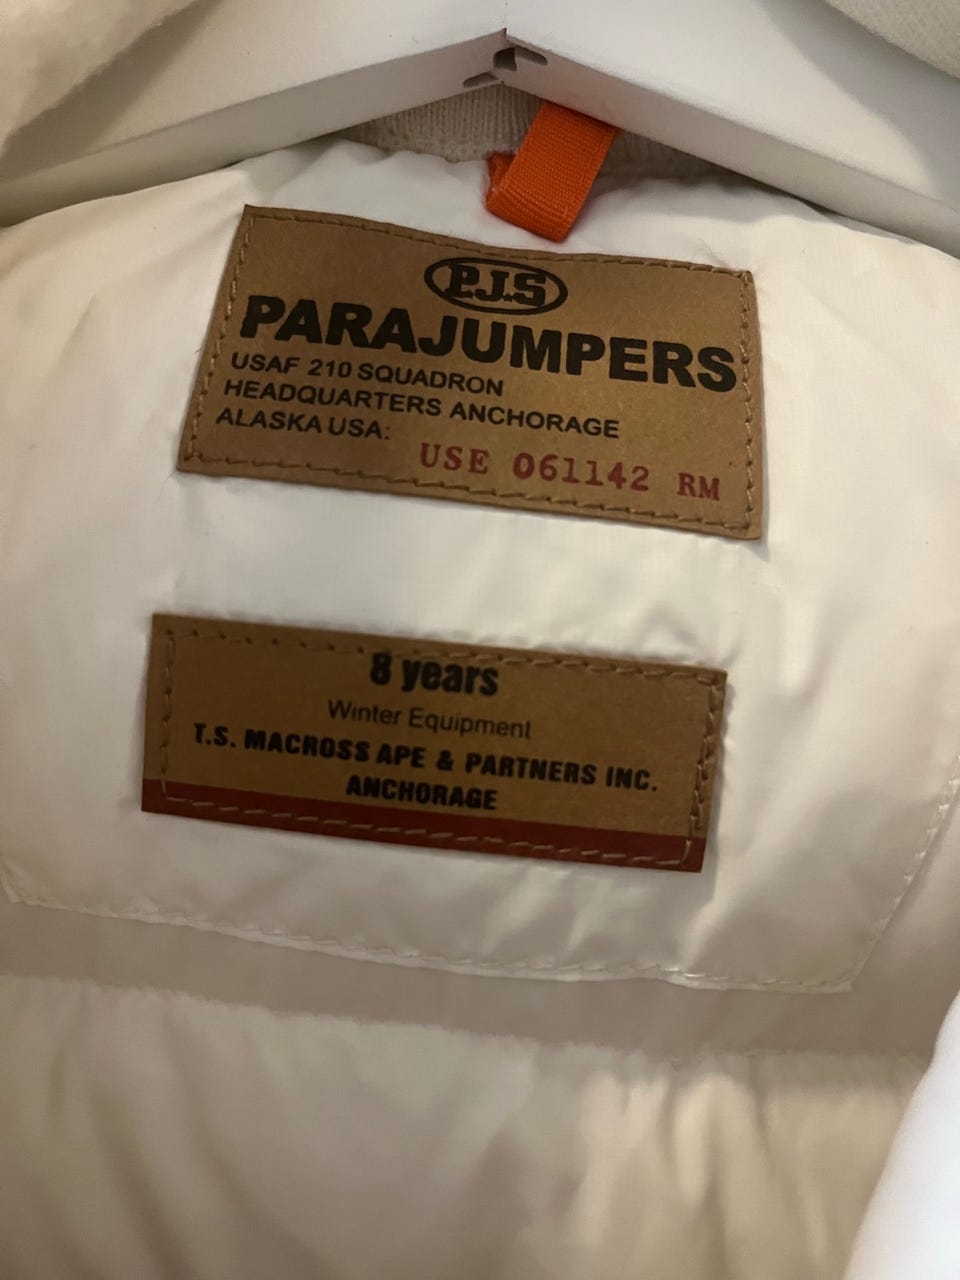 P.J.S
PARAJUMPERS
USAF 210 SQUADRON
HEADQUARTERS ANCHORAGE
ALASKA USA:
USE 061142 RM
8 years
Winter Equipment
T.S. MACROSS APE & PARTNERS INC.
ANCHORAGE